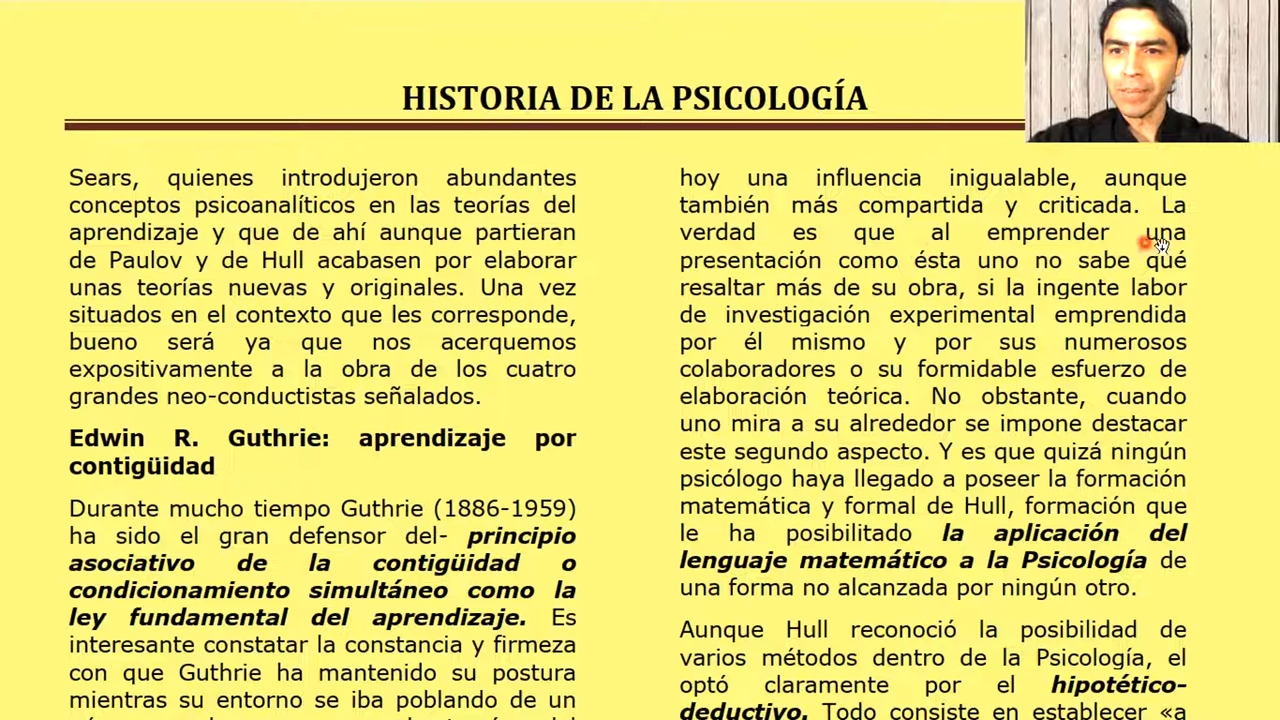 HISTORIA DE LA PSICOLOGÍA
Sears, quienes introdujeron abundantes
conceptos psicoanalíticos en las teorías del
aprendizaje y que de ahí aunque partieran
de Paulov y de Hull acabasen por elaborar
unas teorías nuevas y originales. Una vez
situados en el contexto que les corresponde,
bueno será ya que nos acerquemos
expositivamente a la obra de los cuatro
grandes neo-conductistas señalados.
Edwin R. Guthrie: aprendizaje por
contigüidad
Durante mucho tiempo Guthrie (1886-1959)
ha sido el gran defensor del- principio
asociativo de la contigüidad o
condicionamiento simultáneo como la
ley fundamental del aprendizaje. Es
interesante constatar la constancia y firmeza
con que Guthrie ha mantenido su postura
mientras su entorno se iba poblando de un
hoy una influencia inigualable, aunque
también más compartida y criticada. La
verdad es que al emprender una
presentación como ésta uno no sabe qué
resaltar más de su obra, si la ingente labor
de investigación experimental emprendida
por él mismo y por sus numerosos
colaboradores o su formidable esfuerzo de
elaboración teórica. No obstante, cuando
uno mira a su alrededor se impone destacar
este segundo aspecto. Y es que quizá ningún
psicólogo haya llegado a poseer la formación
matemática y formal de Hull, formación que
le ha posibilitado la aplicación del
lenguaje matemático a la Psicología de
una forma no alcanzada por ningún otro.
Aunque Hull reconoció la posibilidad de
varios métodos dentro de la Psicología, el
optó claramente por el hipotético-
deductivo. Todo consiste en establecer «a